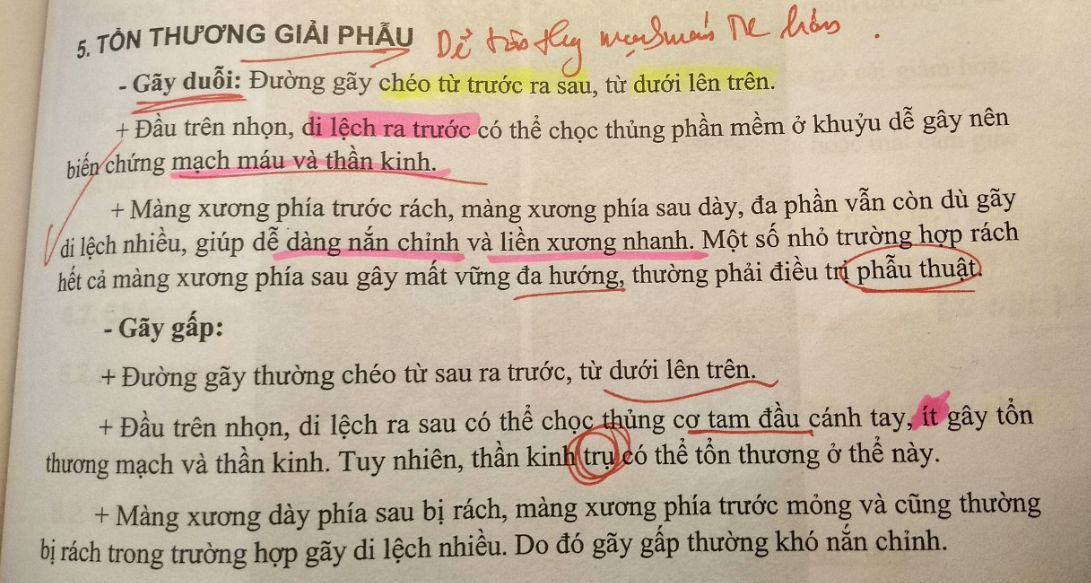 5. TỔN THƯƠNG GIẢI PHẪU Dễ
- Gãy duỗi: Đường gãy chéo từ trước ra sau, từ dưới lên trên.
+ Đầu trên nhọn, di lệch ra trước có thể chọc thủng phần mềm ở khuỷu dễ gây nên
biến chứng mạch máu và thần kinh.
+ Màng xương phía trước rách, màng xương phía sau dày, đa phần vẫn còn dù gãy
di lệch nhiều, giúp dễ dàng nắn chỉnh và liền xương nhanh. Một số nhỏ trường hợp rách
hết cả màng xương phía sau gây mất vững đa hướng, thường phải điều trị phẫu thuật.
- Gãy gấp:
+ Đường gãy thường chéo từ sau ra trước, từ dưới lên trên.
+ Đầu trên nhọn, di lệch ra sau có thể chọc thủng cơ tam đầu cánh tay, ít gây tổn
thương mạch và thần kinh. Tuy nhiên, thần kinh trụ có thể tổn thương ở thể này.
+ Màng xương dày phía sau bị rách, màng xương phía trước mỏng và cũng thường
bị rách trong trường hợp gãy di lệch nhiều. Do đó gãy gấp thường khó nắn chỉnh.